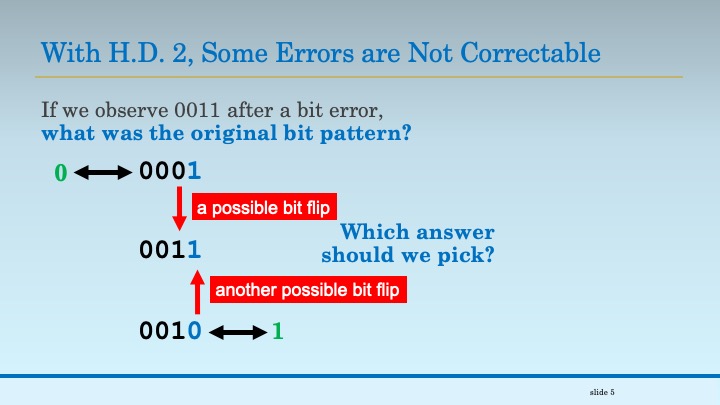 With H.D. 2, Some Errors are Not Correctable
If we observe 0011 after a bit error,
what was the original bit pattern?
0 0001
a possible bit flip
Which answer
0011
should we pick?
another possible bit flip
0010 1
slide 5